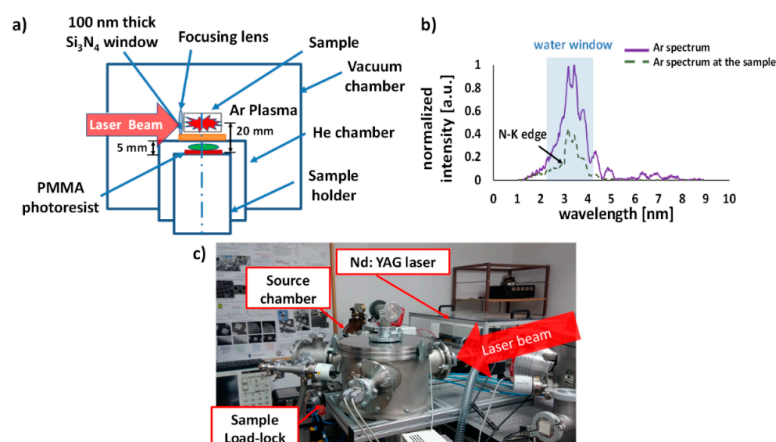 a)
100 nm thick
Si₃N₄ window
Focusing lens
Sample
Vacuum
chamber
Laser Beam
Ar Plasma
20 mm
5 mm
He chamber
PMMA
photoresist
Sample
holder
b)
water window
Ar spectrum
Ar spectrum at the sample
normalized
intensity [a.u.]
1
0.8
0.6
0.4
0.2
0
N-K edge
0 1 2 3 4 5 6 7 8 9 10
wavelength [nm]
c)
Nd: YAG laser
Source
chamber
Laser beam
Sample
Load-lock